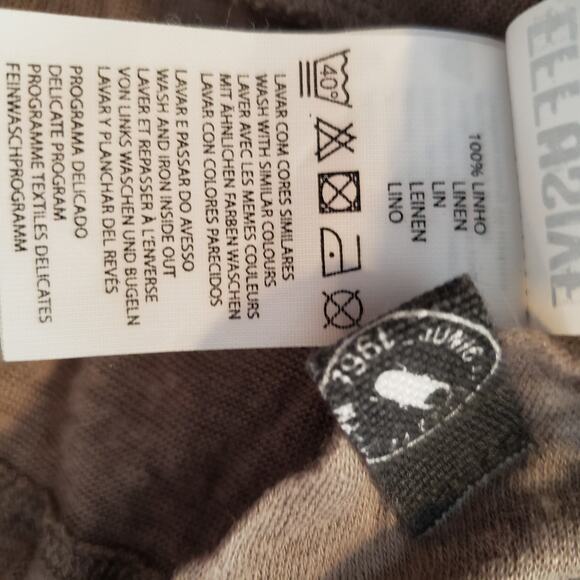 100% LINHO
LINEN
LIN
LEINEN
LINO
40°
LAVAR COM CORES SIMILARES
WASH WITH SIMILAR COLOURS
LAVER AVEC LES MEMES COULEURS
MIT ÄHNLICHEN FARBEN WASCHEN
LAVAR CON COLORES PARECIDOS
LAVAR E PASSAR DO AVESSO
WASH AND IRON INSIDE OUT
LAVER ET REPASSER À L'ENVERSE
VON LINKS WASCHEN UND BUGELN
LAVAR Y PLANCHAR DEL REVÉS
PROGRAMA DELICADO
DELICATE PROGRAM
PROGRAMME TEXTILES DELICATES
FEINWASCHPROGRAMM